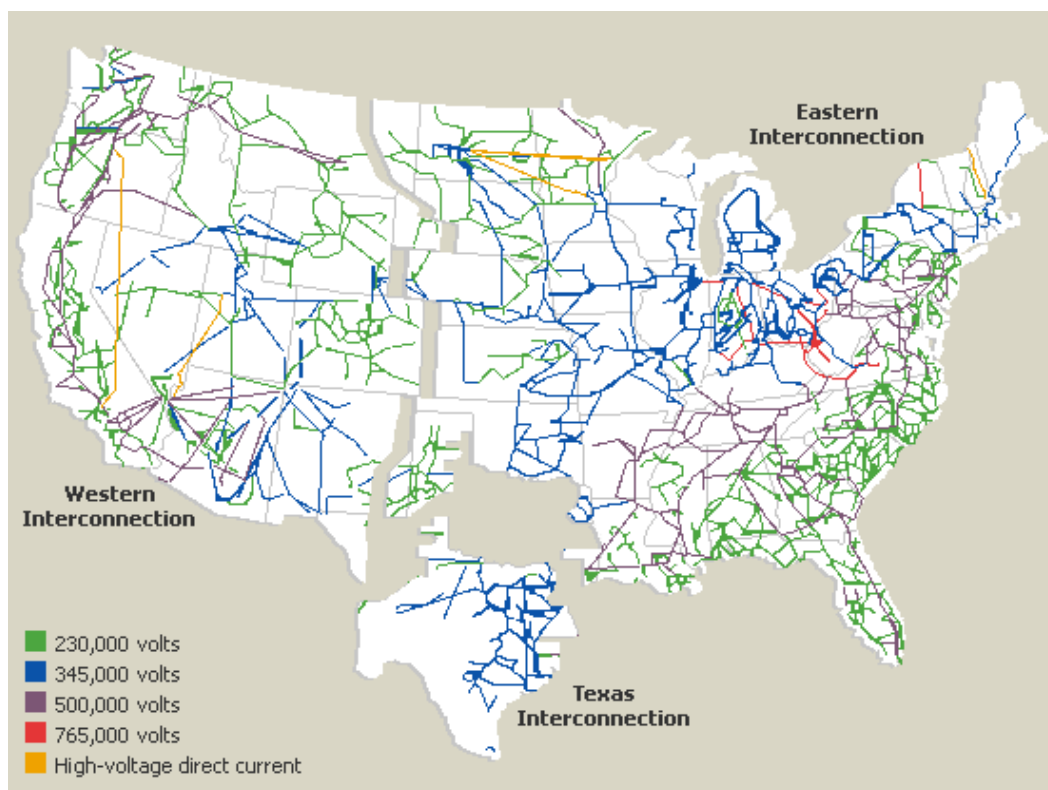 Eastern
Interconnection
Western
Interconnection
Texas
Interconnection
230,000 volts
345,000 volts
500,000 volts
765,000 volts
High-voltage direct current